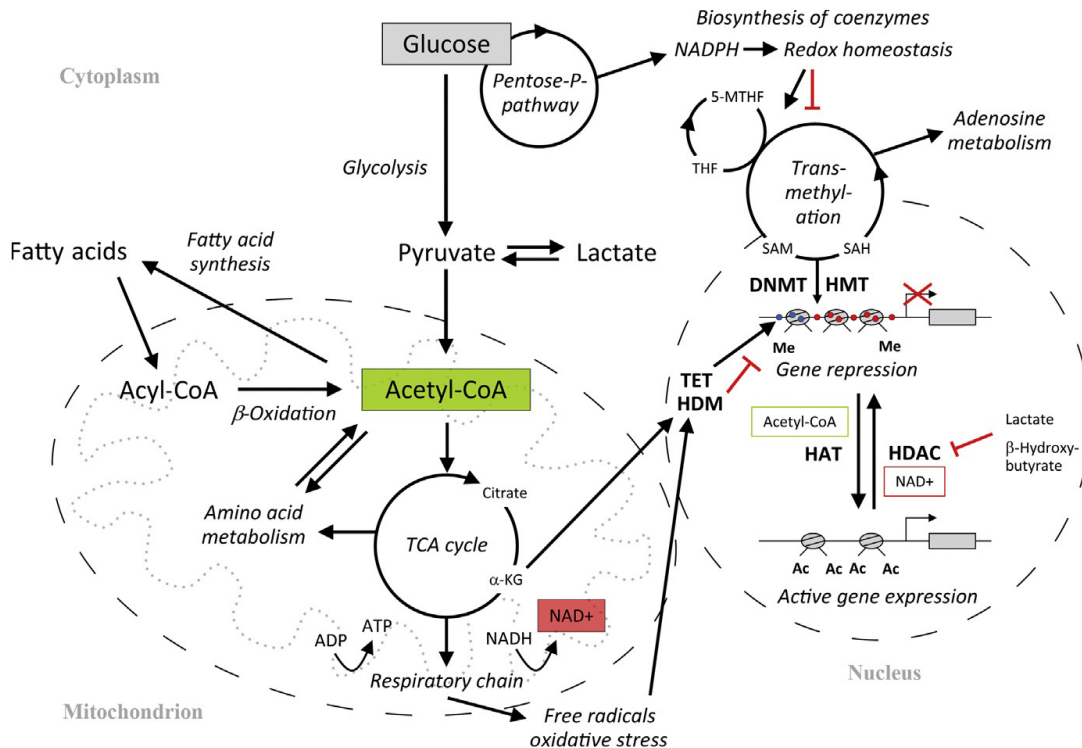 Biosynthesis of coenzymes
Glucose
NADPH
Redox homeostasis
Cytoplasm
Pentose-P-
pathway
5-MTHF
Adenosine
metabolism
Glycolysis
THF
Trans-
methyl-
ation
Fatty acids
Fatty acid
synthesis
Pyruvate
Lactate
SAM
SAH
DNMT
HMT
Me
Me
Gene repression
Acyl-CoA
β-Oxidation
Acetyl-CoA
TET
HDM
Acetyl-CoA
HAT
HDAC
NAD+
Lactate
β-Hydroxy-
butyrate
Citrate
Amino acid
metabolism
TCA cycle
α-KG
Ac
Ac
Ac
Ac
Active gene expression
ADP
ATP
NADH
NAD+
Respiratory chain
Nucleus
Mitochondrion
Free radicals
oxidative stress